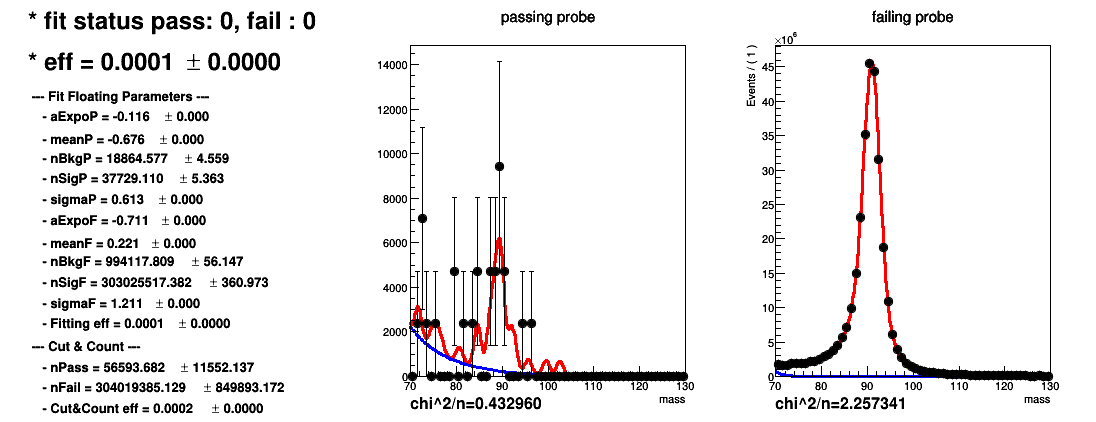 * fit status pass: 0, fail : 0
* eff = 0.0001 ± 0.0000
--- Fit Floating Parameters ---
- aExpoP = -0.116 ± 0.000
- meanP = -0.676 ± 0.000
- nBkgP = 18864.577 ± 4.559
- nSigP = 37729.110 ± 5.363
- sigmaP = 0.613 ± 0.000
- aExpoF = -0.711 ± 0.000
- meanF = 0.221 ± 0.000
- nBkgF = 994117.809 ± 56.147
- nSigF = 303025517.382 ± 360.973
- sigmaF = 1.211 ± 0.000
- Fitting eff = 0.0001 ± 0.0000
--- Cut & Count ---
- nPass = 56593.682 ± 11552.137
- nFail = 304019385.129 ± 849893.172
- Cut&Count eff = 0.0002 ± 0.0000
passing probe
14000
12000
10000
8000
6000
4000
2000
0
70 80 90 100 110 120 130
mass
chi^2/n=0.432960
failing probe
×10^6
Events / ( 1 )
45
40
35
30
25
20
15
10
5
0
70 80 90 100 110 120 130
mass
chi^2/n=2.257341